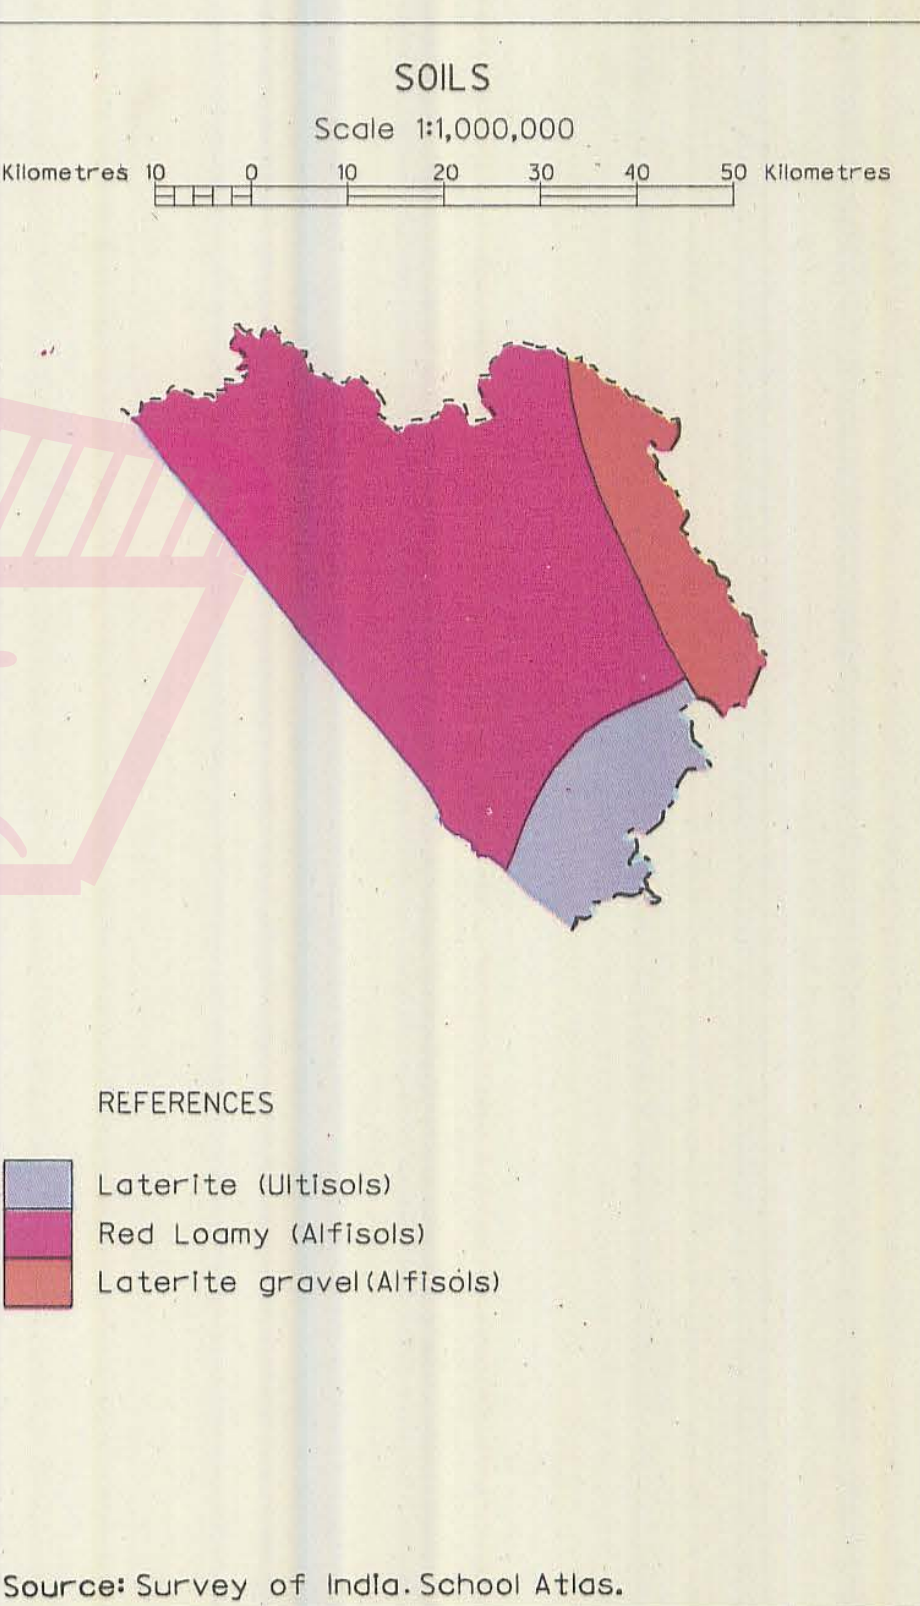 SOILS
Scale 1:1,000,000
Kilometres 10 0 10 20 30 40 50 Kilometres
REFERENCES
Laterite (Ultisols)
Red Loamy (Alfisols)
Laterite gravel(Alfisols)
Source: Survey of India. School Atlas.